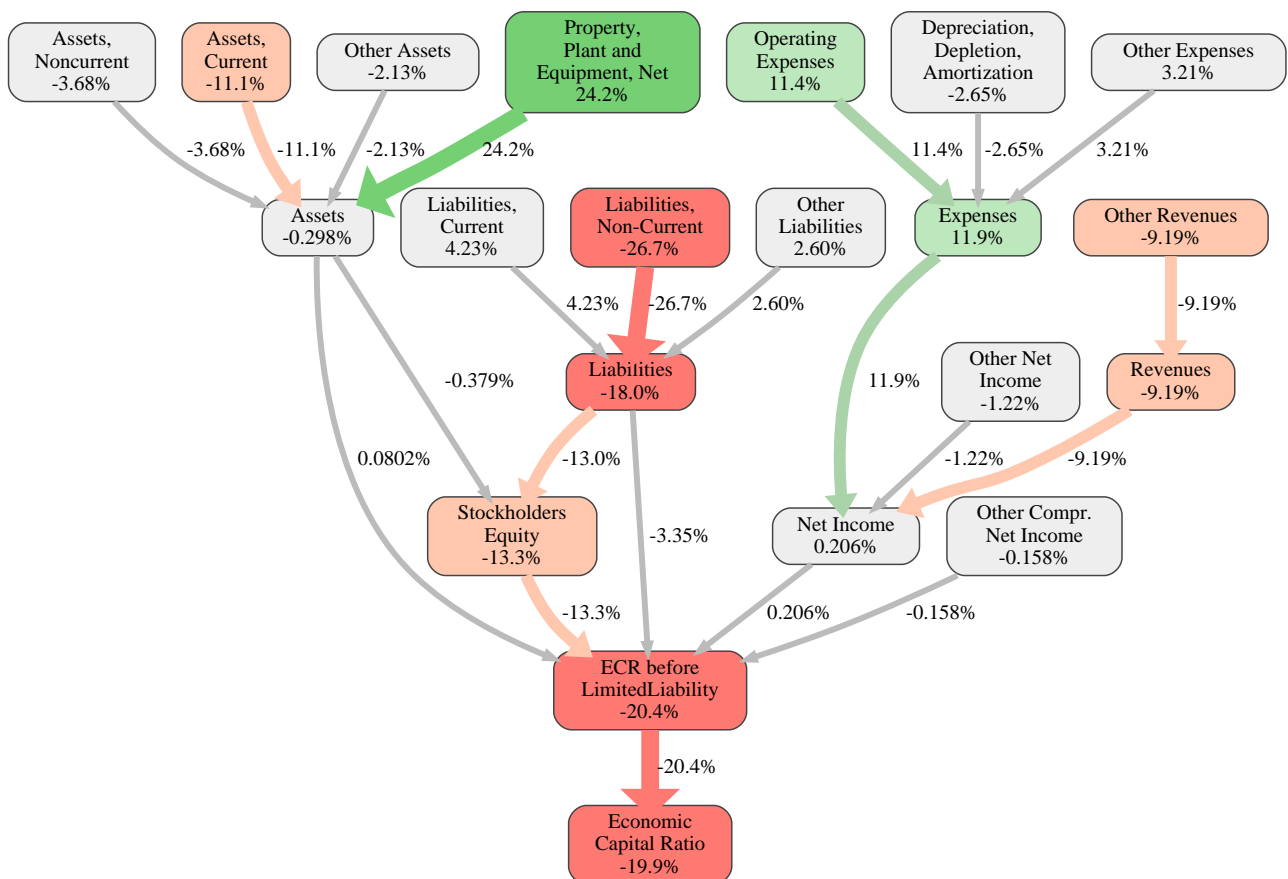 Assets,
Noncurrent
-3.68%
Assets,
Current
-11.1%
Other Assets
-2.13%
Property,
Plant and
Equipment, Net
24.2%
Operating
Expenses
11.4%
Depreciation,
Depletion,
Amortization
-2.65%
Other Expenses
3.21%
-3.68%
-11.1%
-2.13%
24.2%
11.4%
-2.65%
3.21%
Assets
-0.298%
Liabilities,
Current
4.23%
Liabilities,
Non-Current
-26.7%
Other
Liabilities
2.60%
Expenses
11.9%
Other Revenues
-9.19%
4.23%
-26.7%
2.60%
-9.19%
Liabilities
-18.0%
-0.379%
11.9%
Other Net
Income
-1.22%
Revenues
-9.19%
0.0802%
-13.0%
-1.22%
-9.19%
Stockholders
Equity
-13.3%
-3.35%
Net Income
0.206%
Other Compr.
Net Income
-0.158%
-13.3%
0.206%
-0.158%
ECR before
LimitedLiability
-20.4%
-20.4%
Economic
Capital Ratio
-19.9%